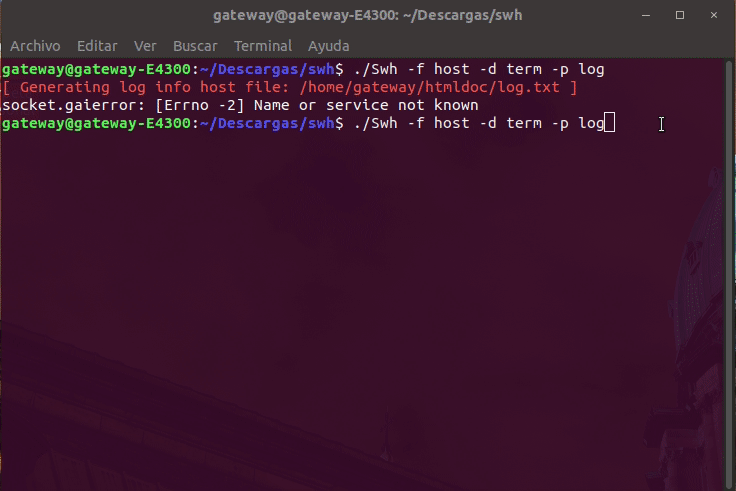 gateway@gateway-E4300: ~/Descargas/swh
Archivo Editar Ver Buscar Terminal Ayuda
gateway@gateway-E4300:~/Descargas/swh$ ./Swh -f host -d term -p log
[ Generating log info host file: /home/gateway/htmldoc/log.txt ]
socket.gaierror: [Errno -2] Name or service not known
gateway@gateway-E4300:~/Descargas/swh$ ./Swh -f host -d term -p log